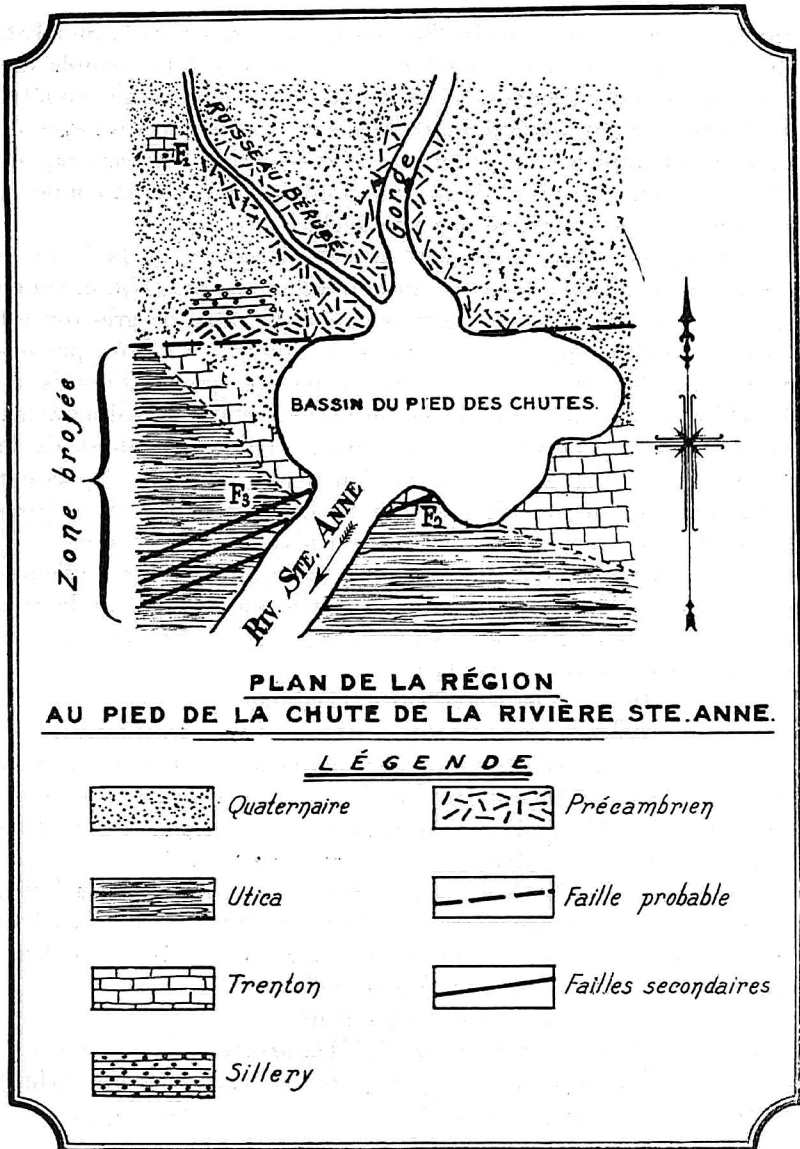 RUISSEAU BÉRUBÉ
Gorge
F₁
BASSIN DU PIED DES CHUTES.
Zone broyée
F₃
F₂
RIV. STE. ANNE
PLAN DE LA RÉGION
AU PIED DE LA CHUTE DE LA RIVIÈRE STE.ANNE.
LÉGENDE
Quaternaire
Précambrien
Utica
Faille probable
Trenton
Failles secondaires
Sillery